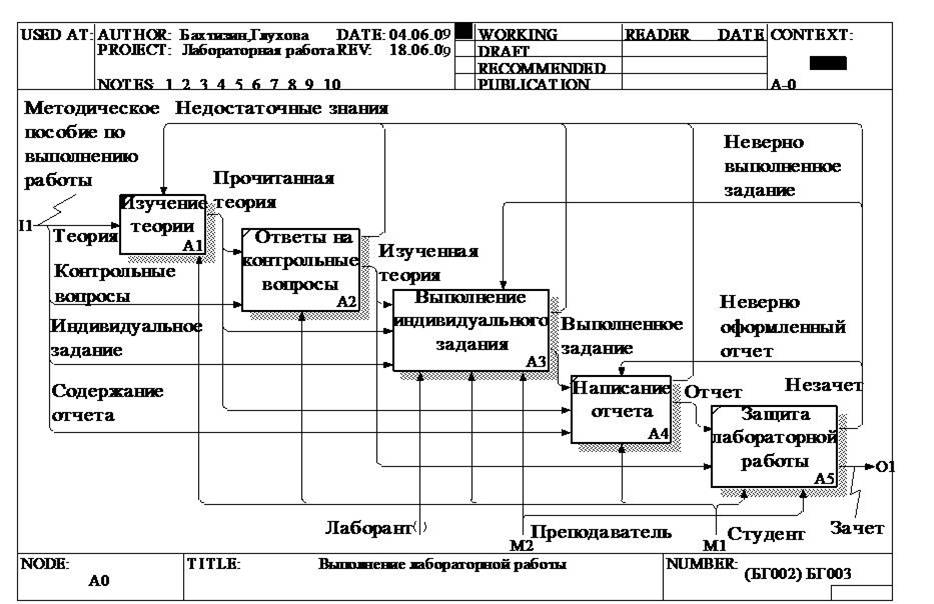 USED AT: AUTHOR: Бахтизин,Глухова DATE: 04.06.09 WORKING READER DATE CONTEXT:
PROJECT: Лабораторная работа REV: 18.06.09 DRAFT
RECOMMENDED
NOTES 1 2 3 4 5 6 7 8 9 10 PUBLICATION A-0
Методическое
пособие по
выполнению
работы
Недостаточные знания
Неверно
выполненное
задание
Прочитанная
теория
Изучение
теории
A1
I1
Теория
Ответы на
контрольные
вопросы
A2
Изученная
теория
Контрольные
вопросы
Выполнение
индивидуального
задания
A3
Индивидуальное
задание
Выполненное
задание
Неверно
оформленный
отчет
Содержание
отчета
Написание
отчета
A4
Отчет
Незачет
Защита
лабораторной
работы
A5
O1
Лаборант
Преподаватель
M2
M1
Студент
Зачет
NODE: TITLE: Выполнение лабораторной работы NUMBER:
A0 (БГ002) БГ003